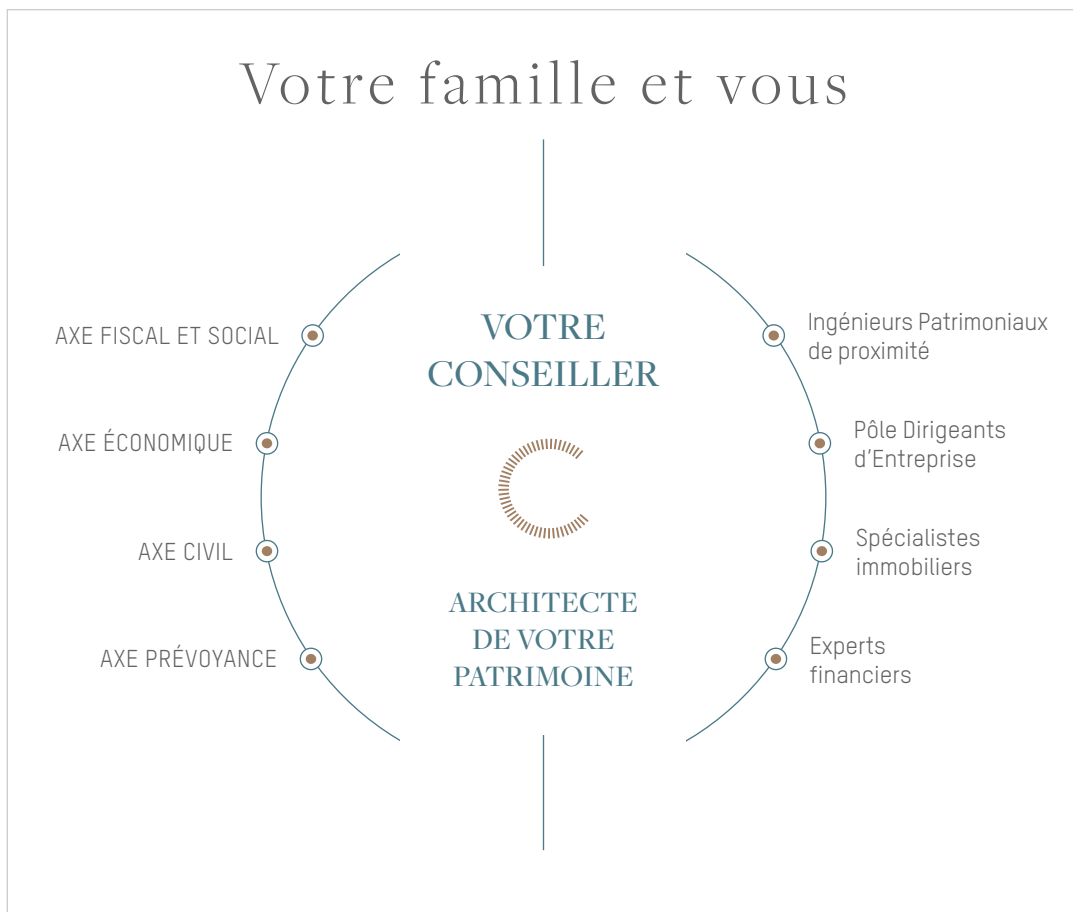 Votre famille et vous
AXE FISCAL ET SOCIAL
AXE ÉCONOMIQUE
AXE CIVIL
AXE PRÉVOYANCE
VOTRE
CONSEILLER
ARCHITECTE
DE VOTRE
PATRIMOINE
Ingénieurs Patrimoniaux
de proximité
Pôle Dirigeants
d'Entreprise
Spécialistes
immobiliers
Experts
financiers